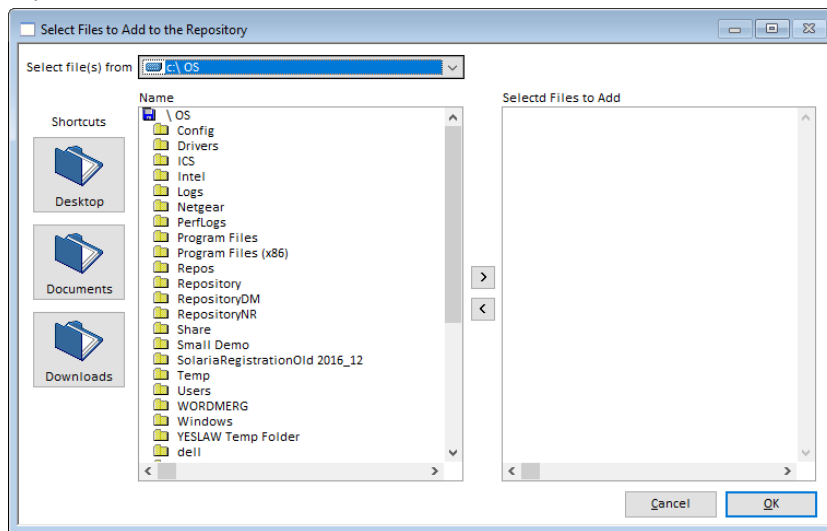 Select Files to Add to the Repository
Select file(s) from
c:\ OS
Name
Selectd Files to Add
Shortcuts
Desktop
Documents
Downloads
\ OS
Config
Drivers
ICS
Intel
Logs
Netgear
PerfLogs
Program Files
Program Files (x86)
Repos
Repository
RepositoryDM
RepositoryNR
Share
Small Demo
SolariaRegistrationOld 2016_12
Temp
Users
WORDMERG
Windows
YESLAW Temp Folder
dell
>
<
Cancel
OK